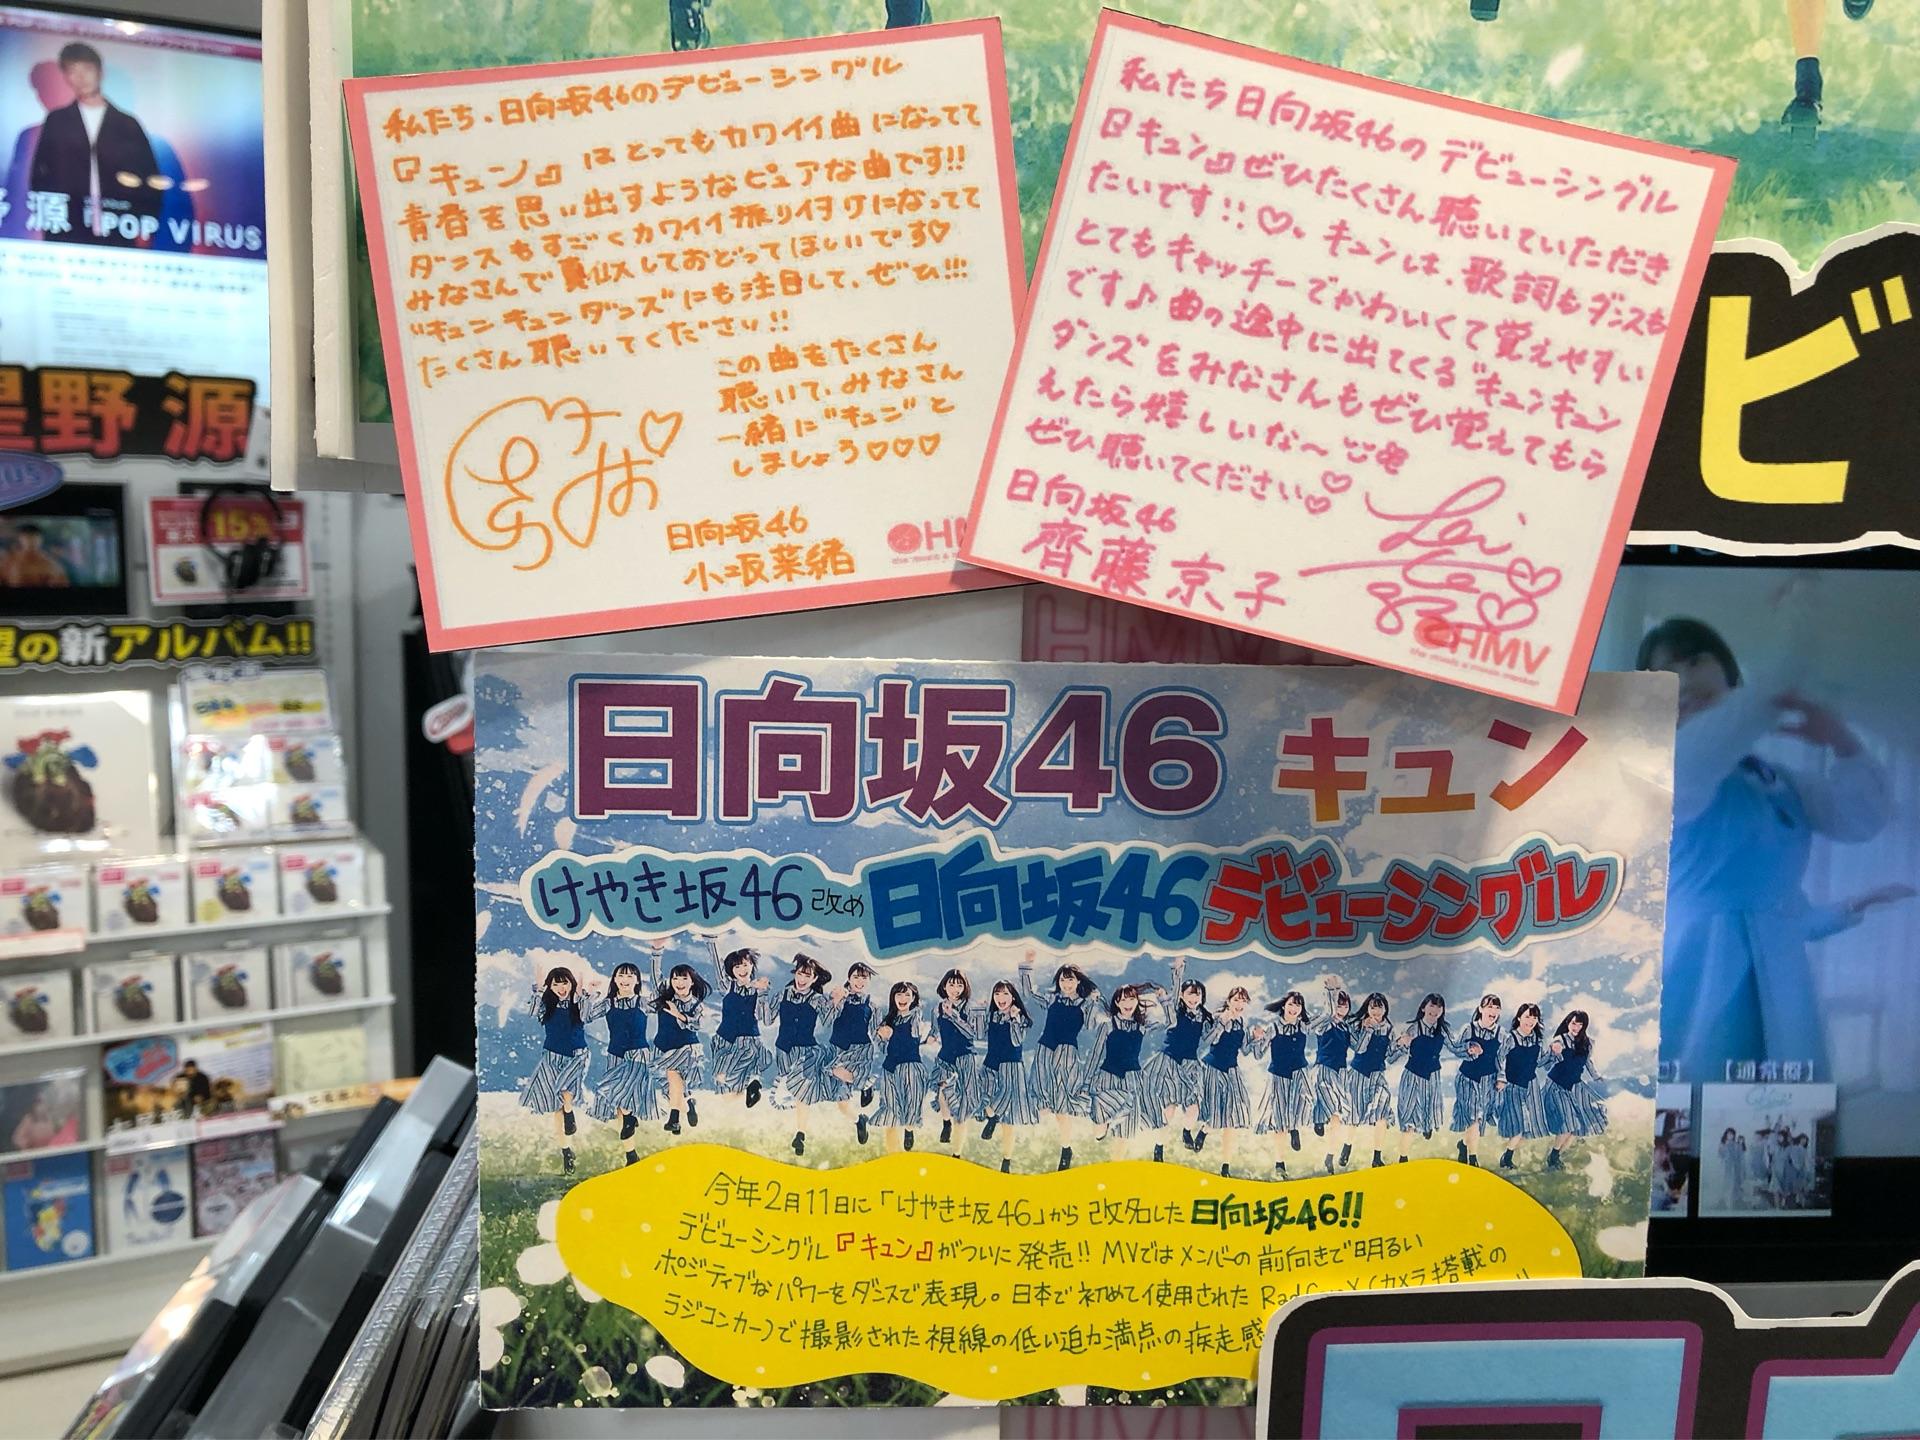 私たち、日向坂46のデビューシングル
『キュン』はとってもカワイイ曲になってて
青春を思い出すようなピュアな曲です!!
ダンスもすごくカワイイ振り付けになってて
みなさんで真似しておどってほしいです♡
"キュンキュンダンス"にも注目して、ぜひ!!!
たくさん聴いてください!!
この曲をたくさん
聴いて、みなさん
一緒に"キュン"と
しましょう♡♡♡
日向坂46
小坂菜緒
私たち日向坂46のデビューシングル
『キュン』ぜひたくさん聴いていただき
たいです!!♡、キュンは、歌詞もダンスも
とてもキャッチーでかわいくて覚えやすい
です♪曲の途中に出てくる"キュンキュン
ダンス"をみなさんもぜひ覚えてもら
えたら嬉しいな〜
ぜひ聴いてください♡♡
日向坂46
齊藤京子
HMV
日向坂46 キュン
けやき坂46 改め 日向坂46 デビューシングル
今年2月11日に「けやき坂46」から改名した日向坂46!!
デビューシングル『キュン』がついに発売!! MVではメンバーの前向きで明るい
ポジティブなパワーをダンスで表現。日本で初めて使用された (カメラ搭載の
ラジコンカー)で撮影された視線の低い迫力満点の疾走感
源 POP VIRUS
星野 源
15%
望の新アルバム!!
ビ
【通常盤】